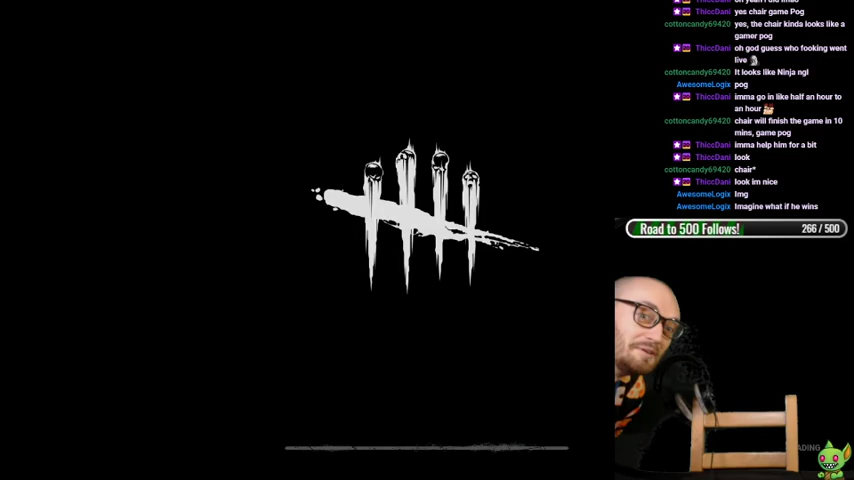 ThiccDani yes chair game Pog
cottoncandy69420 yes, the chair kinda looks like a
gamer pog
ThiccDani oh god guess who fooking went
live
cottoncandy69420 It looks like Ninja ngl
AwesomeLogix pog
ThiccDani imma go in like half an hour to
an hour
cottoncandy69420 chair will finish the game in 10
mins, game pog
ThiccDani imma help him for a bit
ThiccDani look
cottoncandy69420 chair*
ThiccDani look im nice
AwesomeLogix Img
AwesomeLogix Imagine what if he wins
Road to 500 Follows! 266 / 500